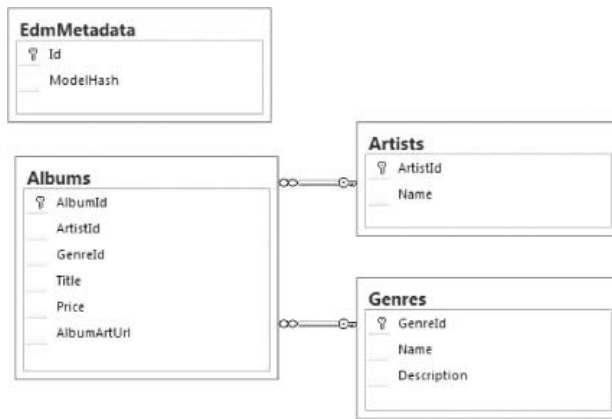 EdmMetadata
Id
ModelHash
Albums
AlbumId
ArtistId
GenreId
Title
Price
AlbumArtUrl
Artists
ArtistId
Name
Genres
GenreId
Name
Description